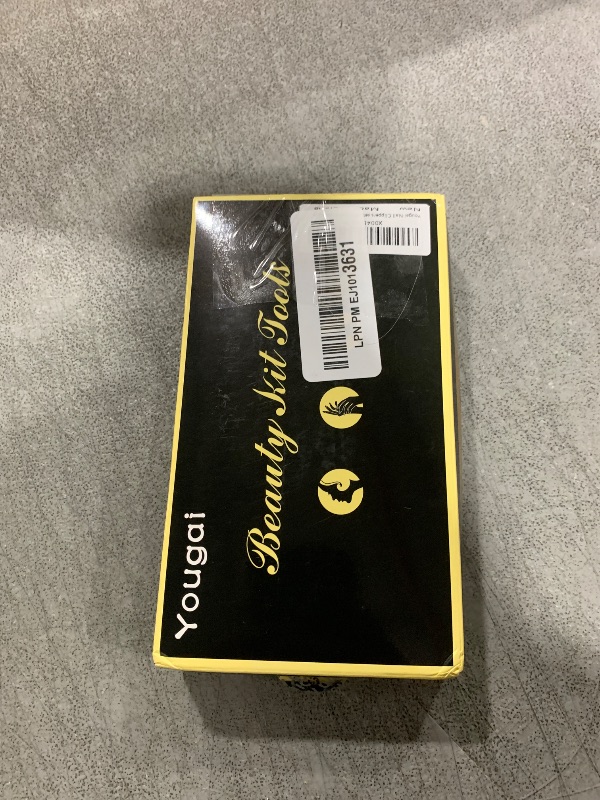 Yougai
Beauty Kit Tools
LPN PM EJ1013631